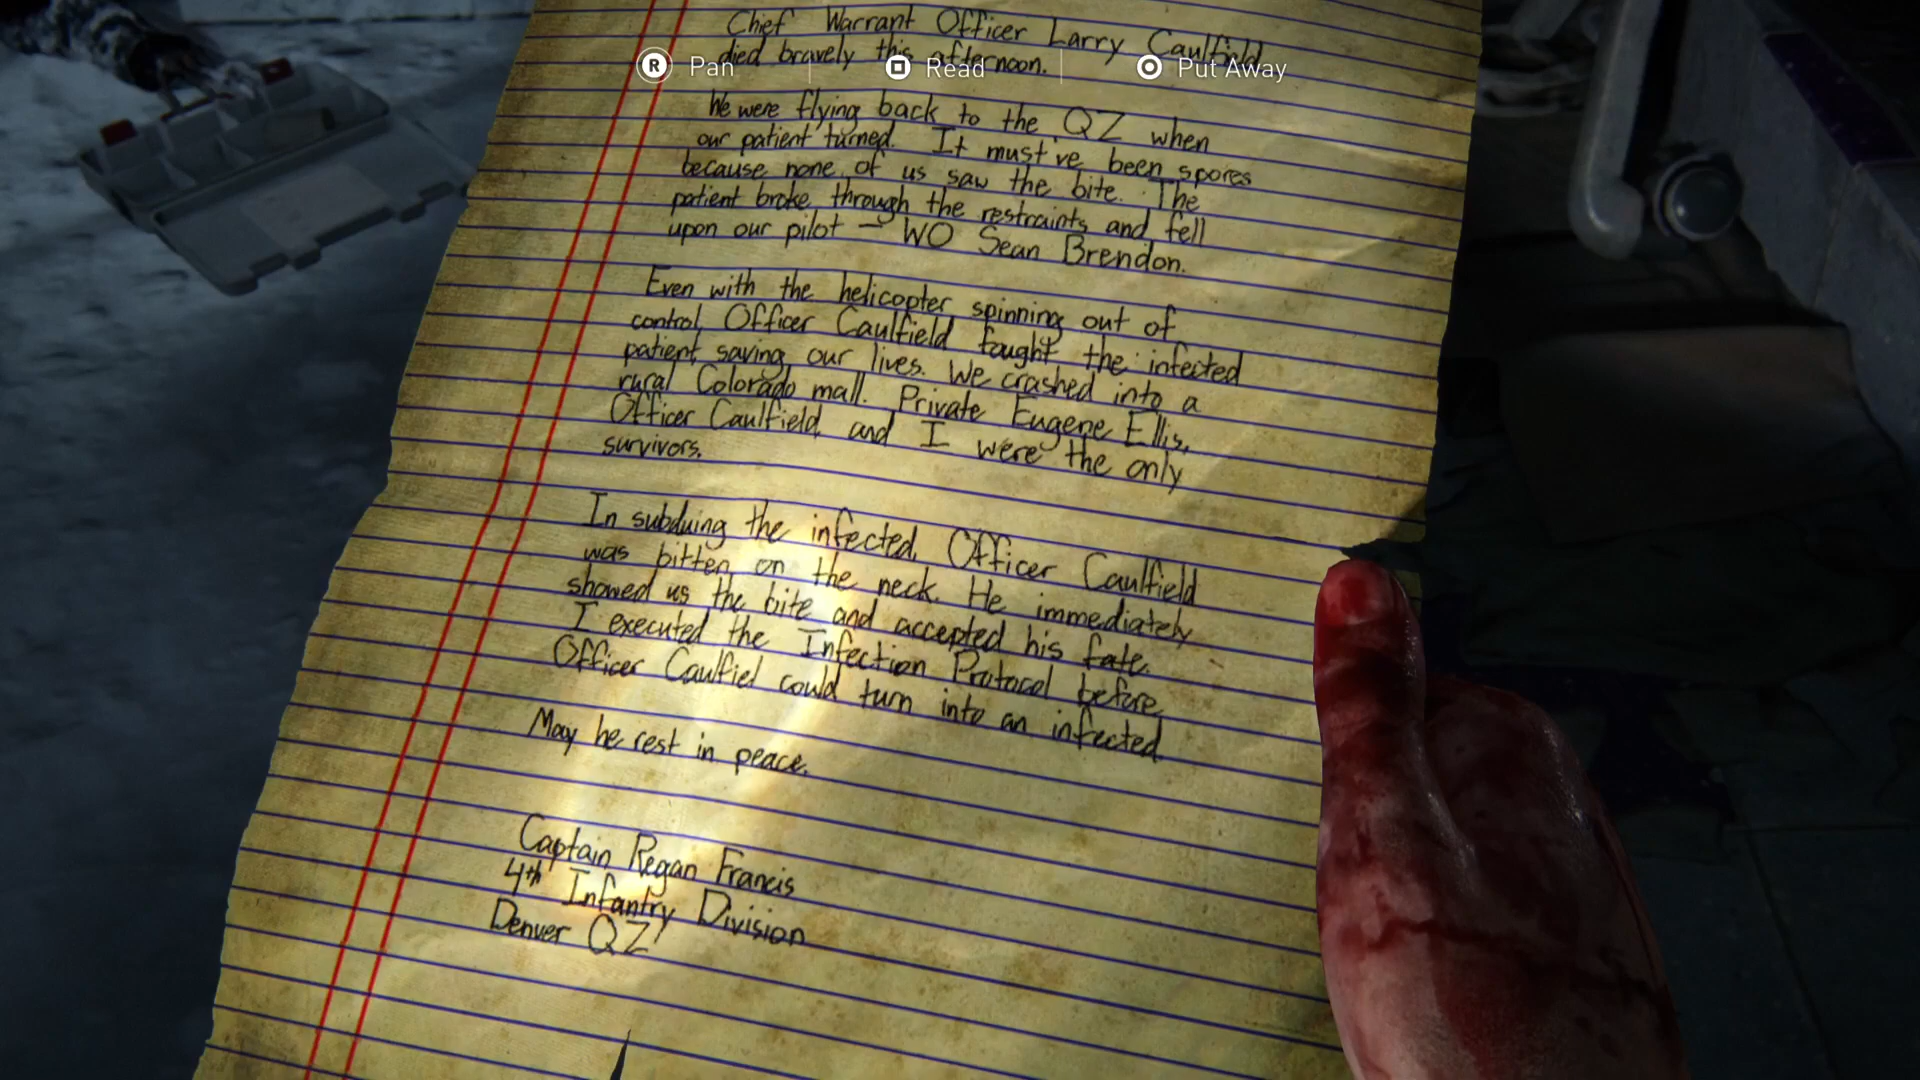 Chef Warrant Officer Larry Caulfield
died bravely this afternoon.
R Pan Read Put Away
We were flying back to the QZ when
our patient turned. It must've been spores
because none of us saw the bite. The
patient broke through the restraints and fell
upon our pilot — WO Sean Brendon.
Even with the helicopter spinning out of
control, Officer Caulfield fought the infected
patient, saving our lives. We crashed into a
rural Colorado mall. Private Eugene Ellis,
Officer Caulfield, and I were the only
survivors.
In subduing the infected, Officer Caulfield
was bitten on the neck. He immediately
showed us the bite and accepted his fate.
I executed the Infection Protocol before
Officer Caulfiel could turn into an infected.
May he rest in peace.
Captain Regan Francis
4th Infantry Division
Denver QZ